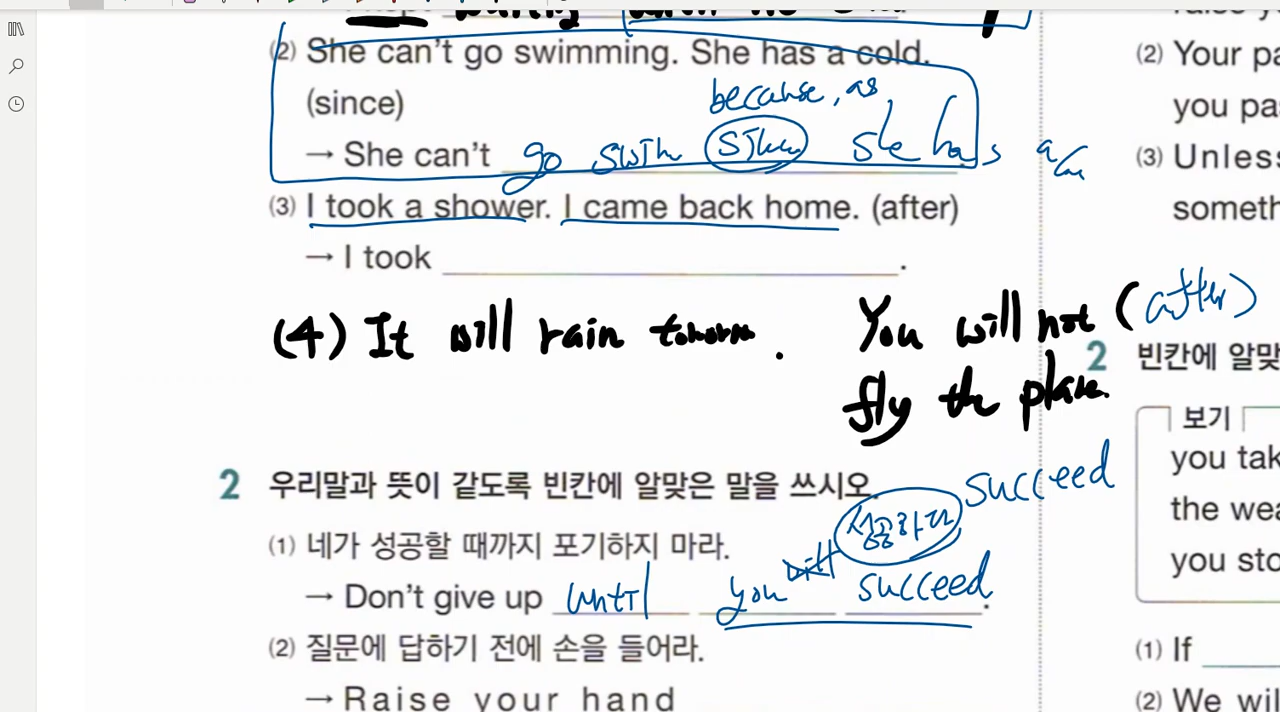 (2) She can't go swimming. She has a cold.
(since)
because, as
→ She can't go swim since she has a
(3) I took a shower. I came back home. (after)
→ I took ________.
(4) It will rain tomorrow. You will not (after)
fly the plane.
2 우리말과 뜻이 같도록 빈칸에 알맞은 말을 쓰시오.
성공하다 succeed
(1) 네가 성공할 때까지 포기하지 마라.
will
→ Don't give up until you succeed.
(2) 질문에 답하기 전에 손을 들어라.
→ Raise your hand
(2) Your pa
you pa
(3) Unless
someth
2 빈칸에 알맞
보기
you tak
the wea
you sto
(1) If
(2) We wil